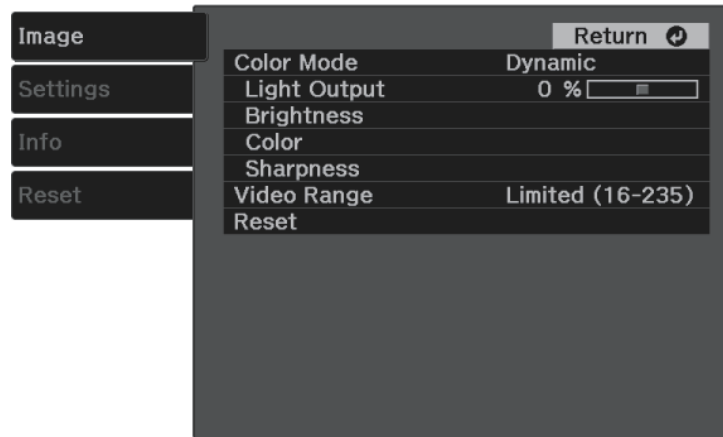 Image
Settings
Info
Reset
Return
Color Mode Dynamic
Light Output 0 %
Brightness
Color
Sharpness
Video Range Limited (16-235)
Reset